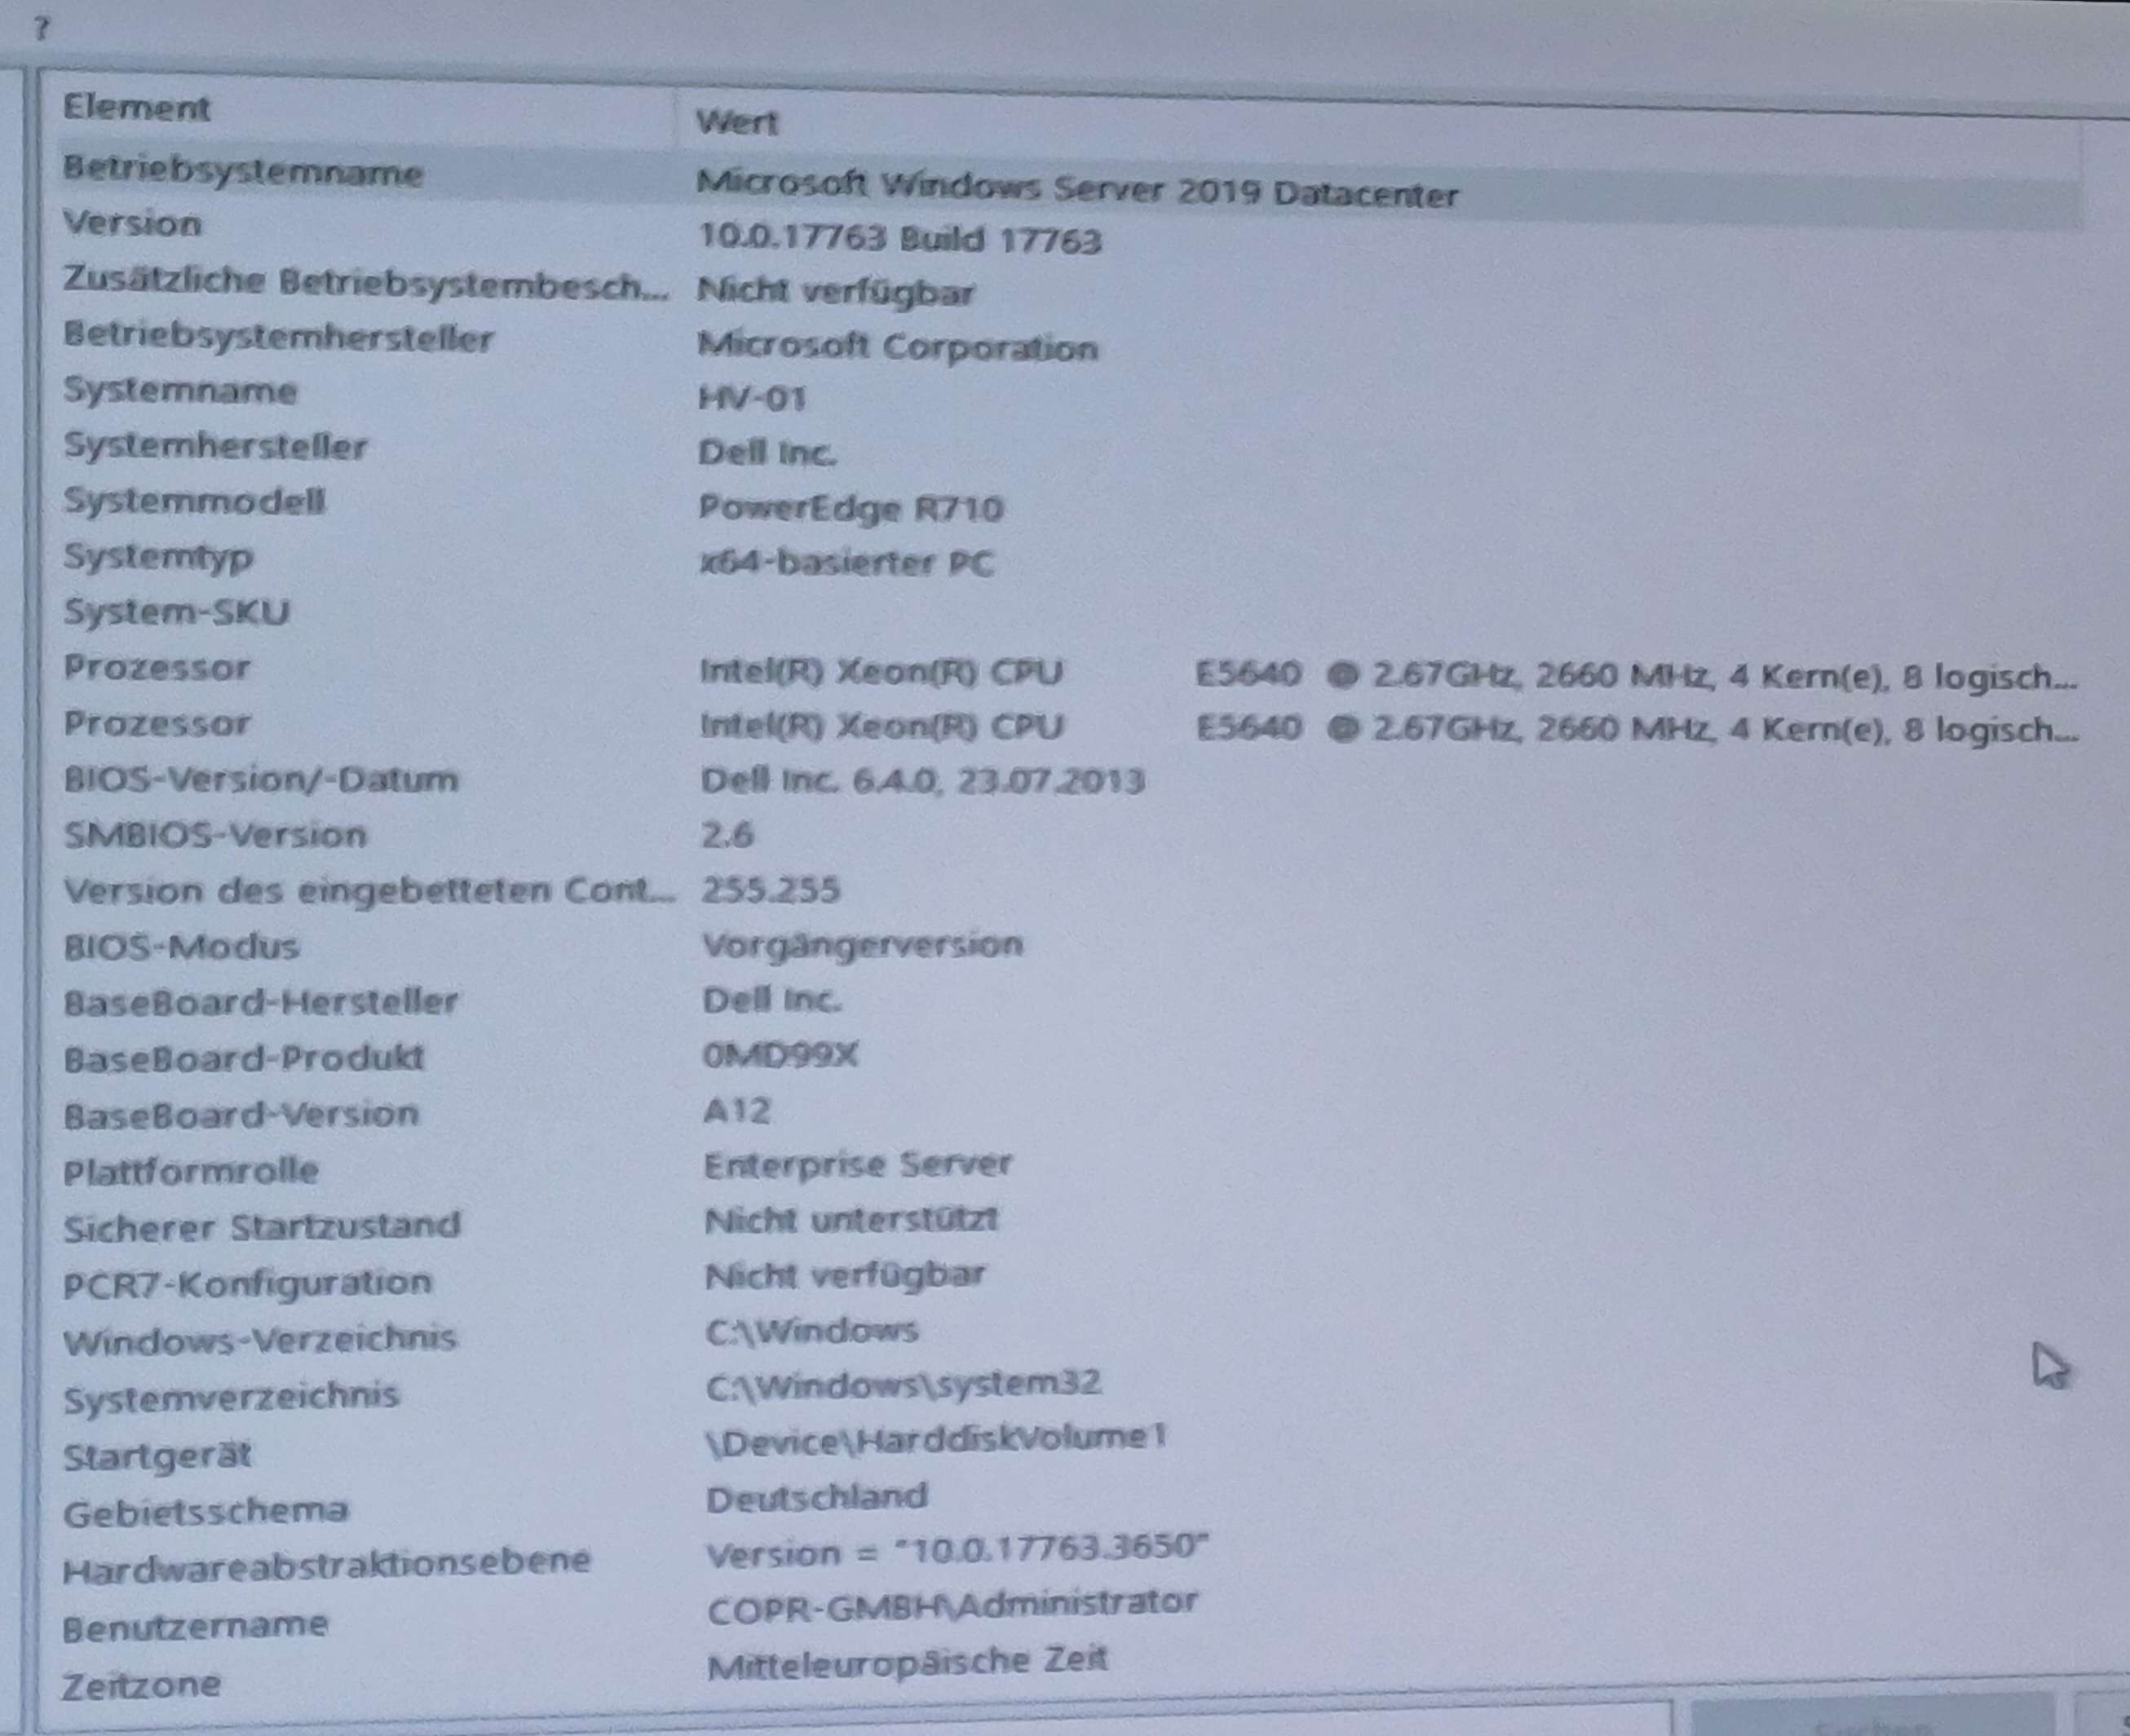 ?
Element Wert
Betriebsystemname Microsoft Windows Server 2019 Datacenter
Version 10.0.17763 Build 17763
Zusätzliche Betriebsystembesch... Nicht verfügbar
Betriebsystemhersteller Microsoft Corporation
Systemname HV-01
Systemhersteller Dell Inc.
Systemmodell PowerEdge R710
Systemtyp x64-basierter PC
System-SKU
Prozessor Intel(R) Xeon(R) CPU E5640 @ 2.67GHz, 2660 MHz, 4 Kern(e), 8 logisch...
Prozessor Intel(R) Xeon(R) CPU E5640 @ 2.67GHz, 2660 MHz, 4 Kern(e), 8 logisch...
BIOS-Version/-Datum Dell Inc. 6.4.0, 23.07.2013
SMBIOS-Version 2.6
Version des eingebetteten Cont... 255.255
BIOS-Modus Vorgängerversion
BaseBoard-Hersteller Dell Inc.
BaseBoard-Produkt 0MD99X
BaseBoard-Version A12
Plattformrolle Enterprise Server
Sicherer Startzustand Nicht unterstützt
PCR7-Konfiguration Nicht verfügbar
Windows-Verzeichnis C:\Windows
Systemverzeichnis C:\Windows\system32
Startgerät \Device\HarddiskVolume1
Gebietsschema Deutschland
Hardwareabstraktionsebene Version = "10.0.17763.3650"
Benutzername COPR-GMBH\Administrator
Zeitzone Mitteleuropäische Zeit